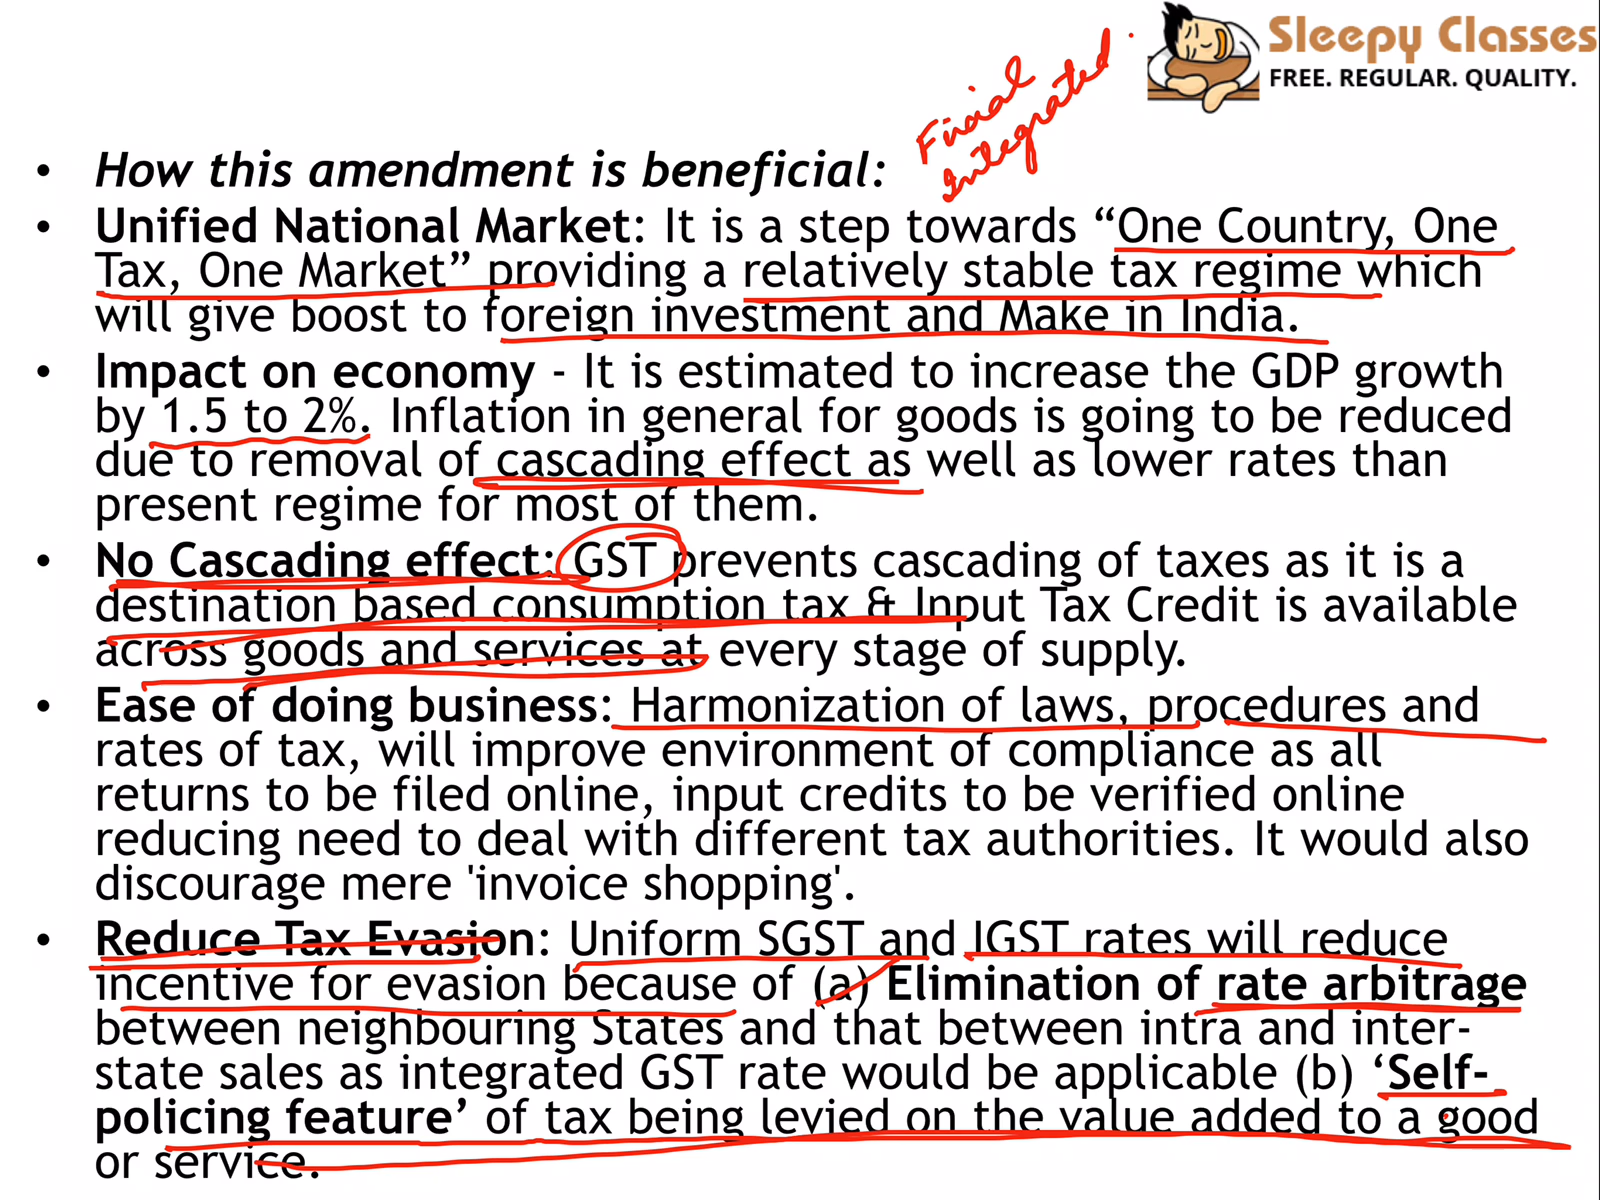 Sleepy Classes
FREE. REGULAR. QUALITY.
Integrated
• How this amendment is beneficial:
• Unified National Market: It is a step towards “One Country, One
Tax, One Market” providing a relatively stable tax regime which
will give boost to foreign investment and Make in India.
• Impact on economy - It is estimated to increase the GDP growth
by 1.5 to 2%. Inflation in general for goods is going to be reduced
due to removal of cascading effect as well as lower rates than
present regime for most of them.
• No Cascading effect: GST prevents cascading of taxes as it is a
destination based consumption tax & Input Tax Credit is available
across goods and services at every stage of supply.
• Ease of doing business: Harmonization of laws, procedures and
rates of tax, will improve environment of compliance as all
returns to be filed online, input credits to be verified online
reducing need to deal with different tax authorities. It would also
discourage mere 'invoice shopping'.
• Reduce Tax Evasion: Uniform SGST and IGST rates will reduce
incentive for evasion because of (a) Elimination of rate arbitrage
between neighbouring States and that between intra and inter-
state sales as integrated GST rate would be applicable (b) ‘Self-
policing feature’ of tax being levied on the value added to a good
or service.